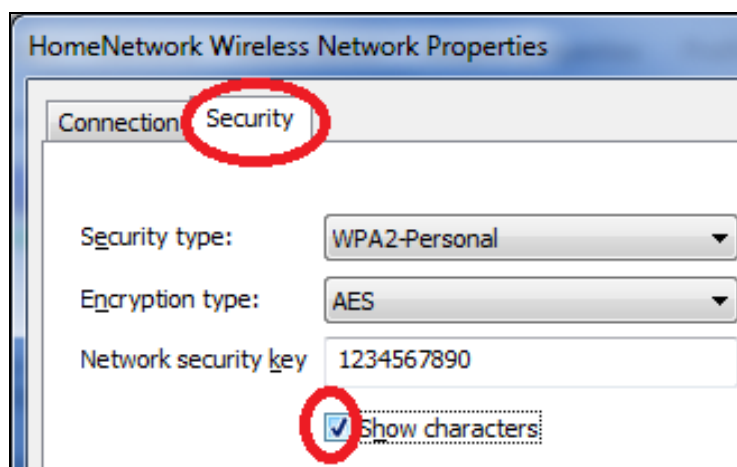 HomeNetwork Wireless Network Properties
Connection Security
Security type: WPA2-Personal
Encryption type: AES
Network security key 1234567890
Show characters